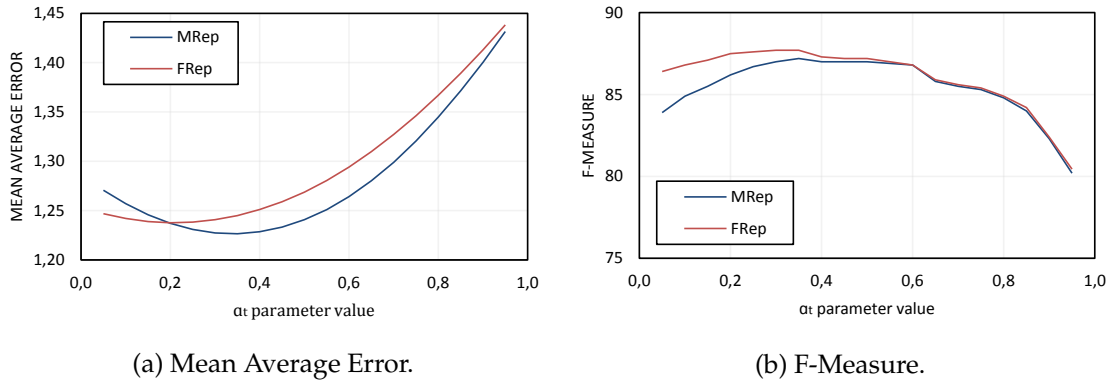 1,45
1,40
1,35
1,30
1,25
1,20
MEAN AVERAGE ERROR
MRep
FRep
0,0 0,2 0,4 0,6 0,8 1,0
αt parameter value
(a) Mean Average Error.
90
85
80
75
F-MEASURE
MRep
FRep
0,0 0,2 0,4 0,6 0,8 1,0
αt parameter value
(b) F-Measure.